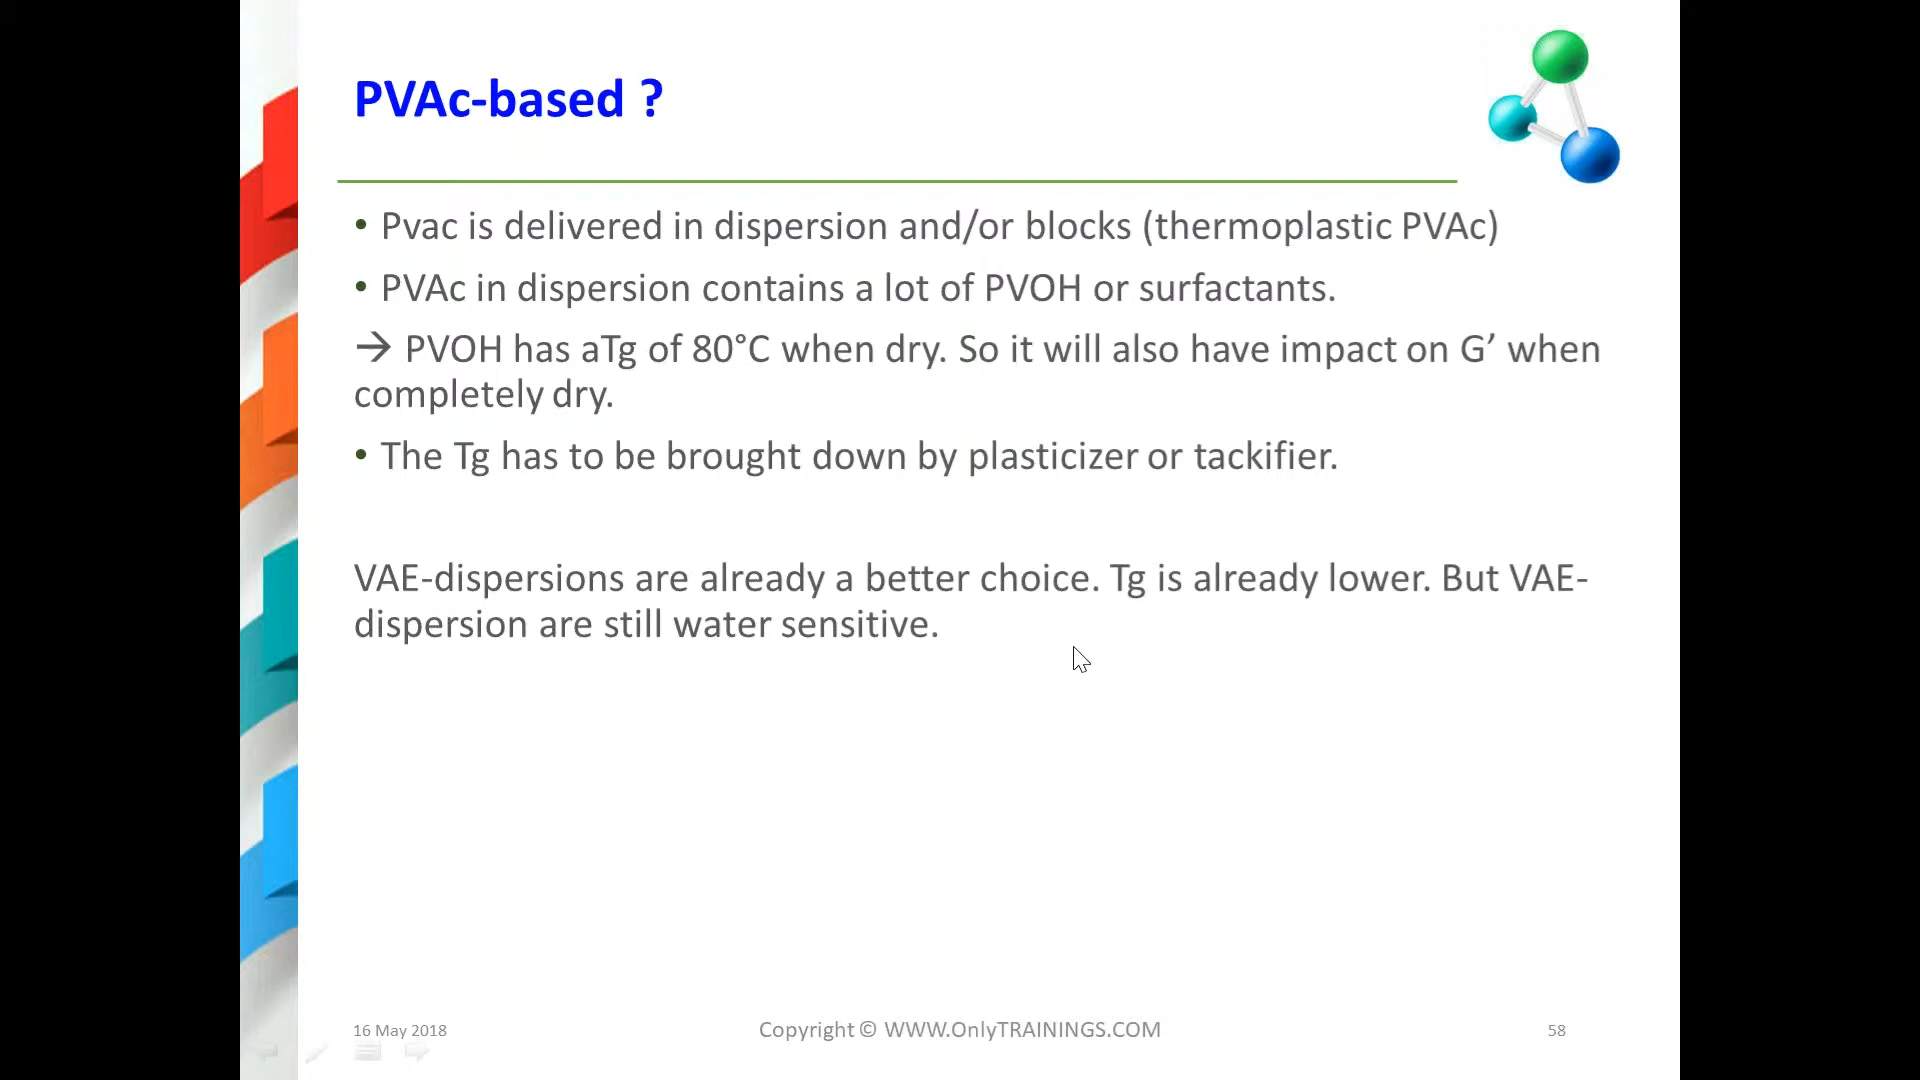 PVAc-based ?
• Pvac is delivered in dispersion and/or blocks (thermoplastic PVAc)
• PVAc in dispersion contains a lot of PVOH or surfactants.
→ PVOH has aTg of 80°C when dry. So it will also have impact on G’ when
completely dry.
• The Tg has to be brought down by plasticizer or tackifier.
VAE-dispersions are already a better choice. Tg is already lower. But VAE-
dispersion are still water sensitive.
16 May 2018
Copyright © WWW.OnlyTRAININGS.COM
58